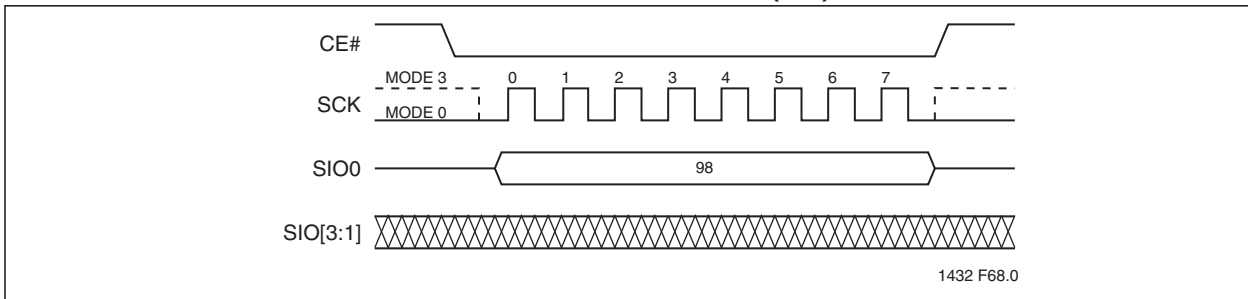 CE#
MODE 3 0 1 2 3 4 5 6 7
SCK
MODE 0
SIO0 98
SIO[3:1]
1432 F68.0